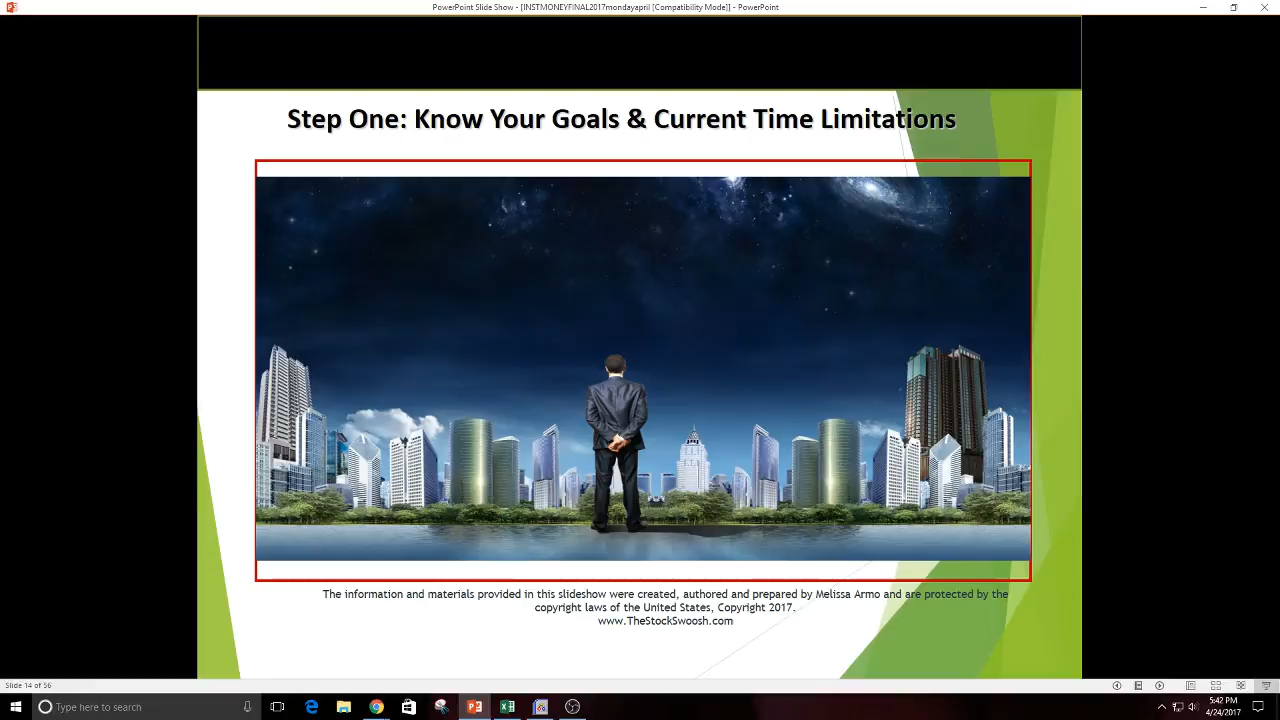 PowerPoint Slide Show - [INSTMONEYFINAL2017mondayapril [Compatibility Mode]] - PowerPoint
Step One: Know Your Goals & Current Time Limitations
The information and materials provided in this slideshow were created, authored and prepared by Melissa Armo and are protected by the
copyright laws of the United States, Copyright 2017.
www.TheStockSwoosh.com
Slide 14 of 56
Type here to search
5:42 PM
4/24/2017